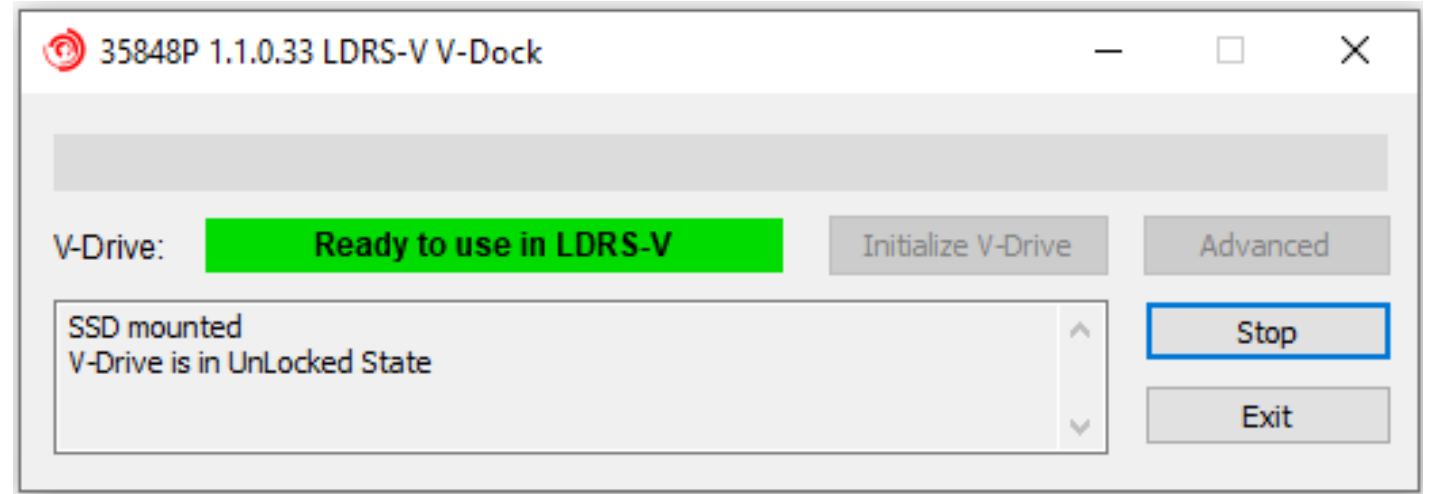 35848P 1.1.0.33 LDRS-V V-Dock
V-Drive: Ready to use in LDRS-V Initialize V-Drive Advanced
SSD mounted
V-Drive is in UnLocked State
Stop
Exit